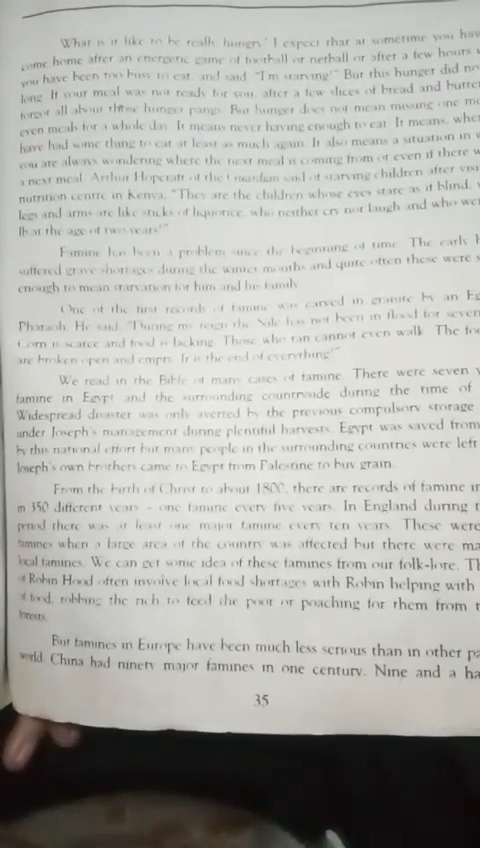 What is it like to be really hungry? I expect that at sometime you
come home after an energetic game of football or netball or after a few hours
you have been too busy to eat, and said, "I'm starving!" But this hunger did
long. If your meal was not ready for you, after a few slices of bread and
forgot all about those hunger pangs. But hunger does not mean missing one
even meals for a whole day. It means never having enough to eat. It means,
have had some thing to eat at least as much again. It also means a situation in
you are always wondering where the next meal is coming from or even if there
a next meal. Arthur Hopcraft of the Guardian said of starving children after
nutrition centre in Kenya, "They are the children whose eyes stare as if blind,
legs and arms are like sticks of liquorice, who neither cry nor laugh and who
at the age of two years!"
Famine has been a problem since the beginning of time. The early
suffered grave shortages during the winter months and quite often these were
enough to mean starvation for him and his family.
One of the first records of famine was carved in granite by an
Pharaoh. He said, "During my reign the Nile has not been in flood for
Corn is scarce and food is lacking. Those who ran cannot even walk. The
are broken open and empty. It is the end of everything!"
We read in the Bible of many cases of famine. There were seven
famine in Egypt and the surrounding countryside during the time of
Widespread disaster was only averted by the previous compulsory storage
under Joseph's management during plentiful harvests. Egypt was saved from
by this national effort but many people in the surrounding countries were left
Joseph's own brothers came to Egypt from Palestine to buy grain.
From the birth of Christ to about 1800, there are records of famine
in 350 different years - one famine every five years. In England during
there was at least one major famine every ten years. These were
famines when a large area of the country was affected but there were
local famines. We can get some idea of these famines from our folk-lore.
of Robin Hood often involve local food shortages with Robin helping with
of food, robbing the rich to feed the poor or poaching for them from
forests.
But famines in Europe have been much less serious than in other
world. China had ninety major famines in one century. Nine and a
35